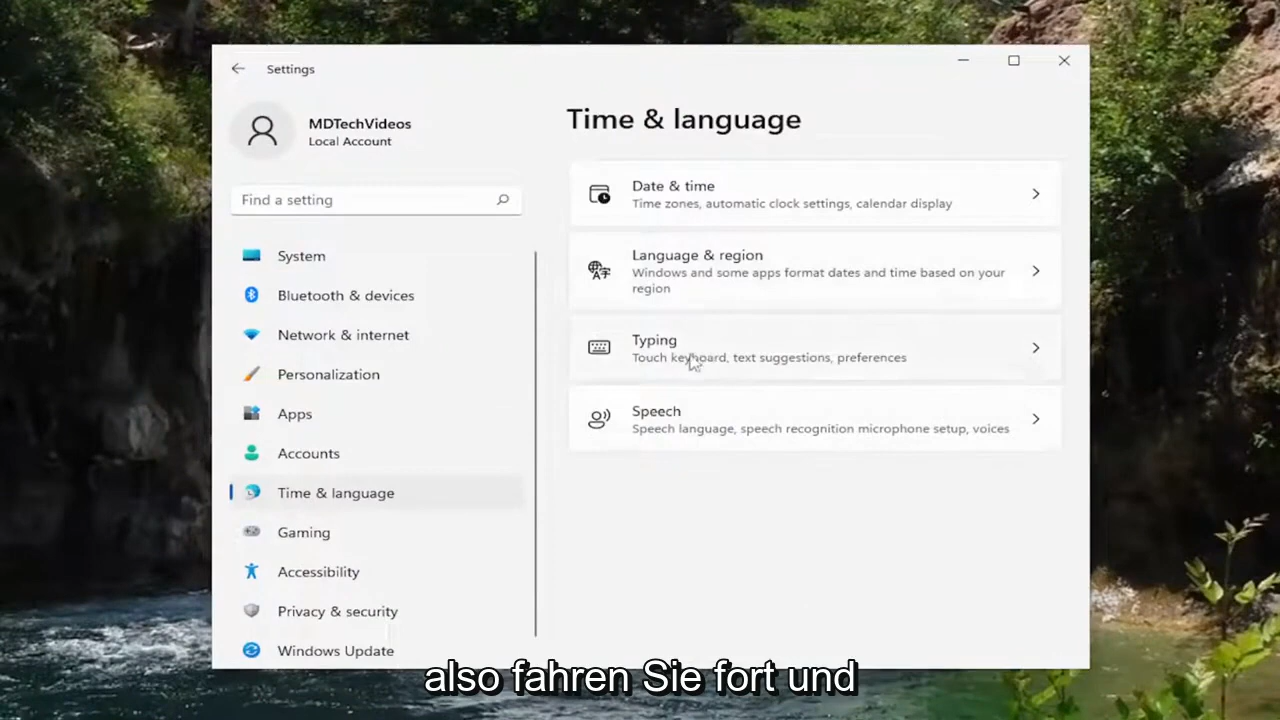 Settings
MDTechVideos
Local Account
Find a setting
System
Bluetooth & devices
Network & internet
Personalization
Apps
Accounts
Time & language
Gaming
Accessibility
Privacy & security
Windows Update
Time & language
Date & time
Time zones, automatic clock settings, calendar display
Language & region
Windows and some apps format dates and time based on your
region
Typing
Touch keyboard, text suggestions, preferences
Speech
Speech language, speech recognition microphone setup, voices
also fahren Sie fort und